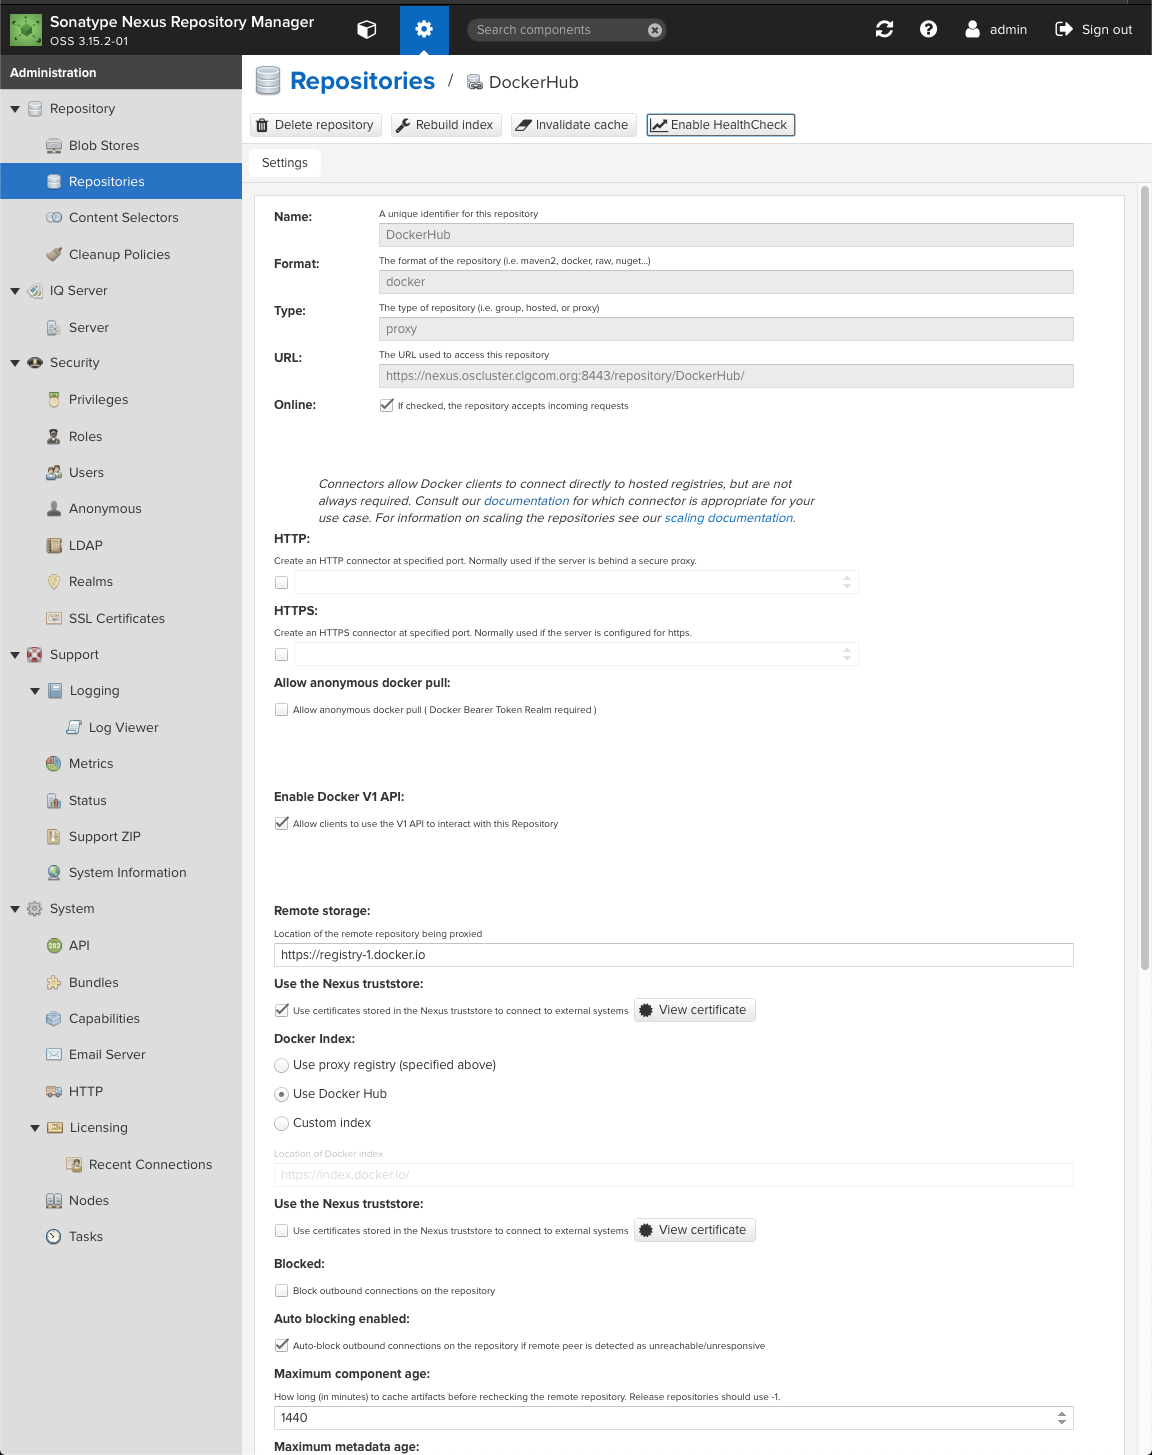 Sonatype Nexus Repository Manager
OSS 3.15.2-01
Search components
admin
Sign out
Administration
Repository
Blob Stores
Repositories
Content Selectors
Cleanup Policies
IQ Server
Server
Security
Privileges
Roles
Users
Anonymous
LDAP
Realms
SSL Certificates
Support
Logging
Log Viewer
Metrics
Status
Support ZIP
System Information
System
API
Bundles
Capabilities
Email Server
HTTP
Licensing
Recent Connections
Nodes
Tasks
Repositories / DockerHub
Delete repository
Rebuild index
Invalidate cache
Enable HealthCheck
Settings
Name:
A unique identifier for this repository
DockerHub
Format:
The format of the repository (i.e. maven2, docker, raw, nuget...)
docker
Type:
The type of repository (i.e. group, hosted, or proxy)
proxy
URL:
The URL used to access this repository
https://nexus.oscluster.clgcom.org:8443/repository/DockerHub/
Online:
If checked, the repository accepts incoming requests
Connectors allow Docker clients to connect directly to hosted registries, but are not
always required. Consult our documentation for which connector is appropriate for your
use case. For information on scaling the repositories see our scaling documentation.
HTTP:
Create an HTTP connector at specified port. Normally used if the server is behind a secure proxy.
HTTPS:
Create an HTTPS connector at specified port. Normally used if the server is configured for https.
Allow anonymous docker pull:
Allow anonymous docker pull ( Docker Bearer Token Realm required )
Enable Docker V1 API:
Allow clients to use the V1 API to interact with this Repository
Remote storage:
Location of the remote repository being proxied
https://registry-1.docker.io
Use the Nexus truststore:
Use certificates stored in the Nexus truststore to connect to external systems
View certificate
Docker Index:
Use proxy registry (specified above)
Use Docker Hub
Custom index
Location of Docker index
https://index.docker.io/
Use the Nexus truststore:
Use certificates stored in the Nexus truststore to connect to external systems
View certificate
Blocked:
Block outbound connections on the repository
Auto blocking enabled:
Auto-block outbound connections on the repository if remote peer is detected as unreachable/unresponsive
Maximum component age:
How long (in minutes) to cache artifacts before rechecking the remote repository. Release repositories should use -1.
1440
Maximum metadata age: